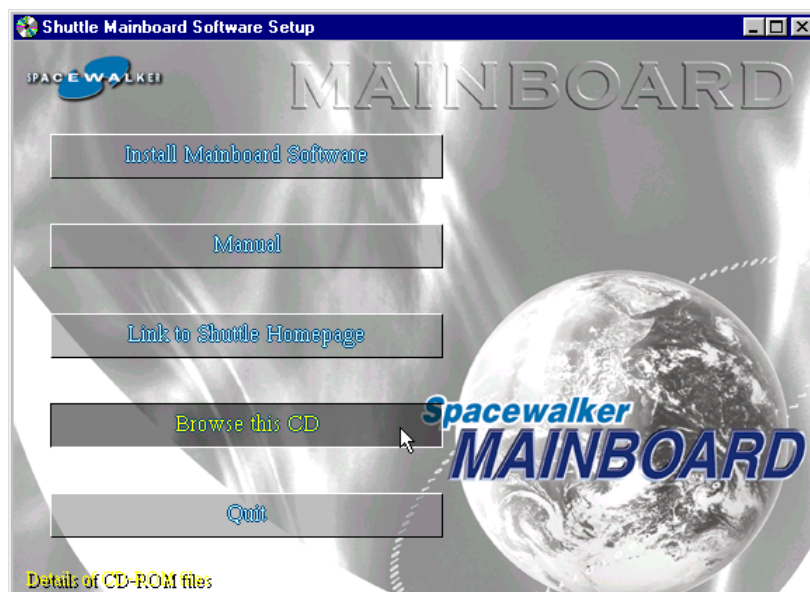 Shuttle Mainboard Software Setup
SPACEWALKER
MAINBOARD
Install Mainboard Software
Manual
Link to Shuttle Homepage
Browse this CD
Spacewalker
MAINBOARD
Quit
Details of CD-ROM files